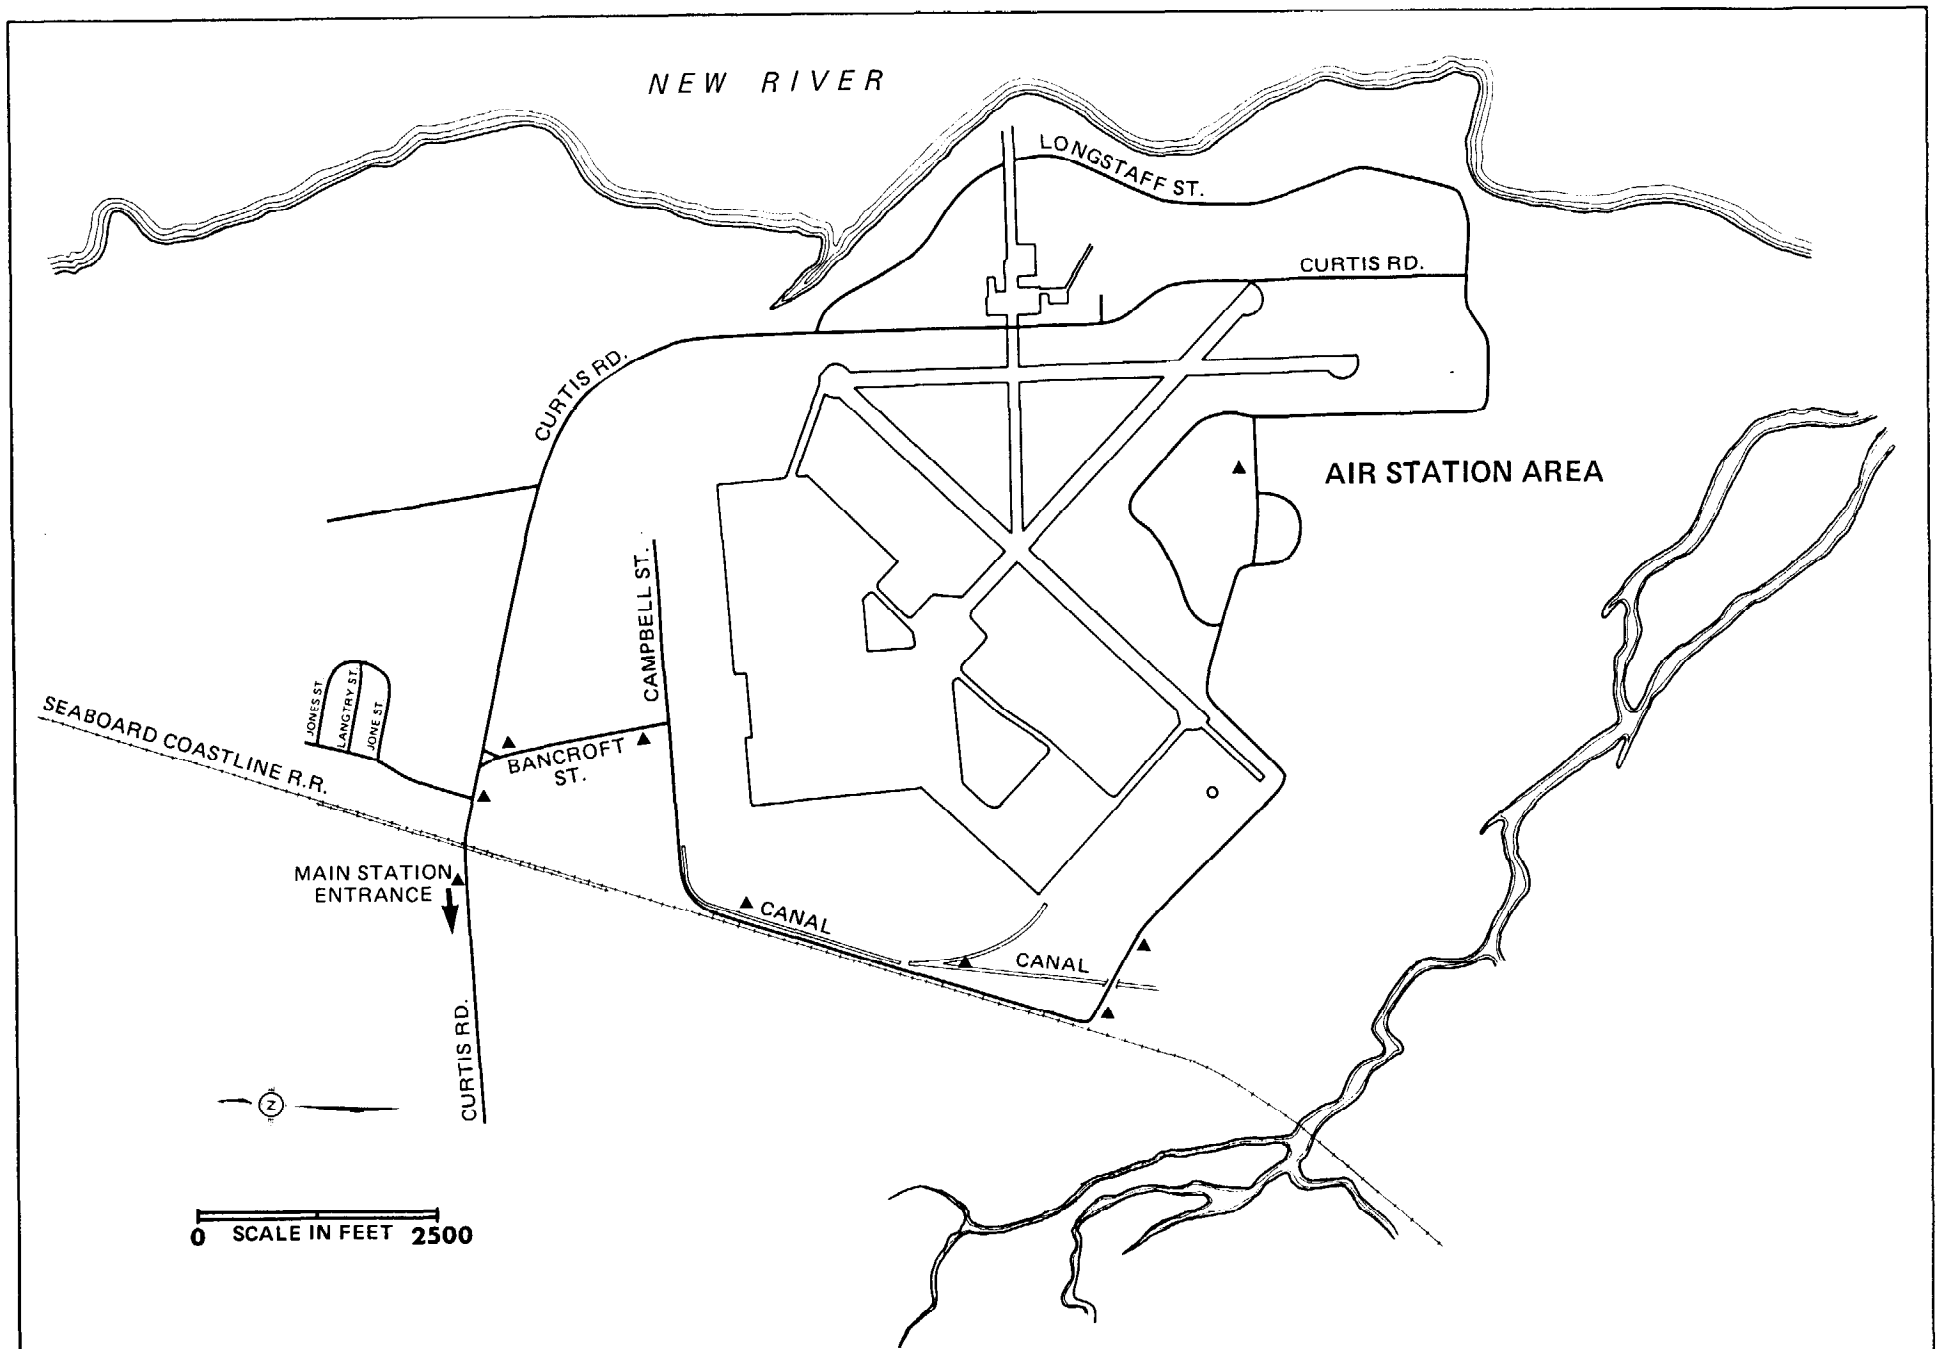 NEW RIVER
LONGSTAFF ST.
CURTIS RD.
CURTIS RD.
AIR STATION AREA
CAMPBELL ST.
JONES ST
LANGTRY ST.
JONE ST
SEABOARD COASTLINE R.R.
BANCROFT
ST.
MAIN STATION
ENTRANCE
CANAL
CANAL
CURTIS RD.
Z
0 SCALE IN FEET 2500